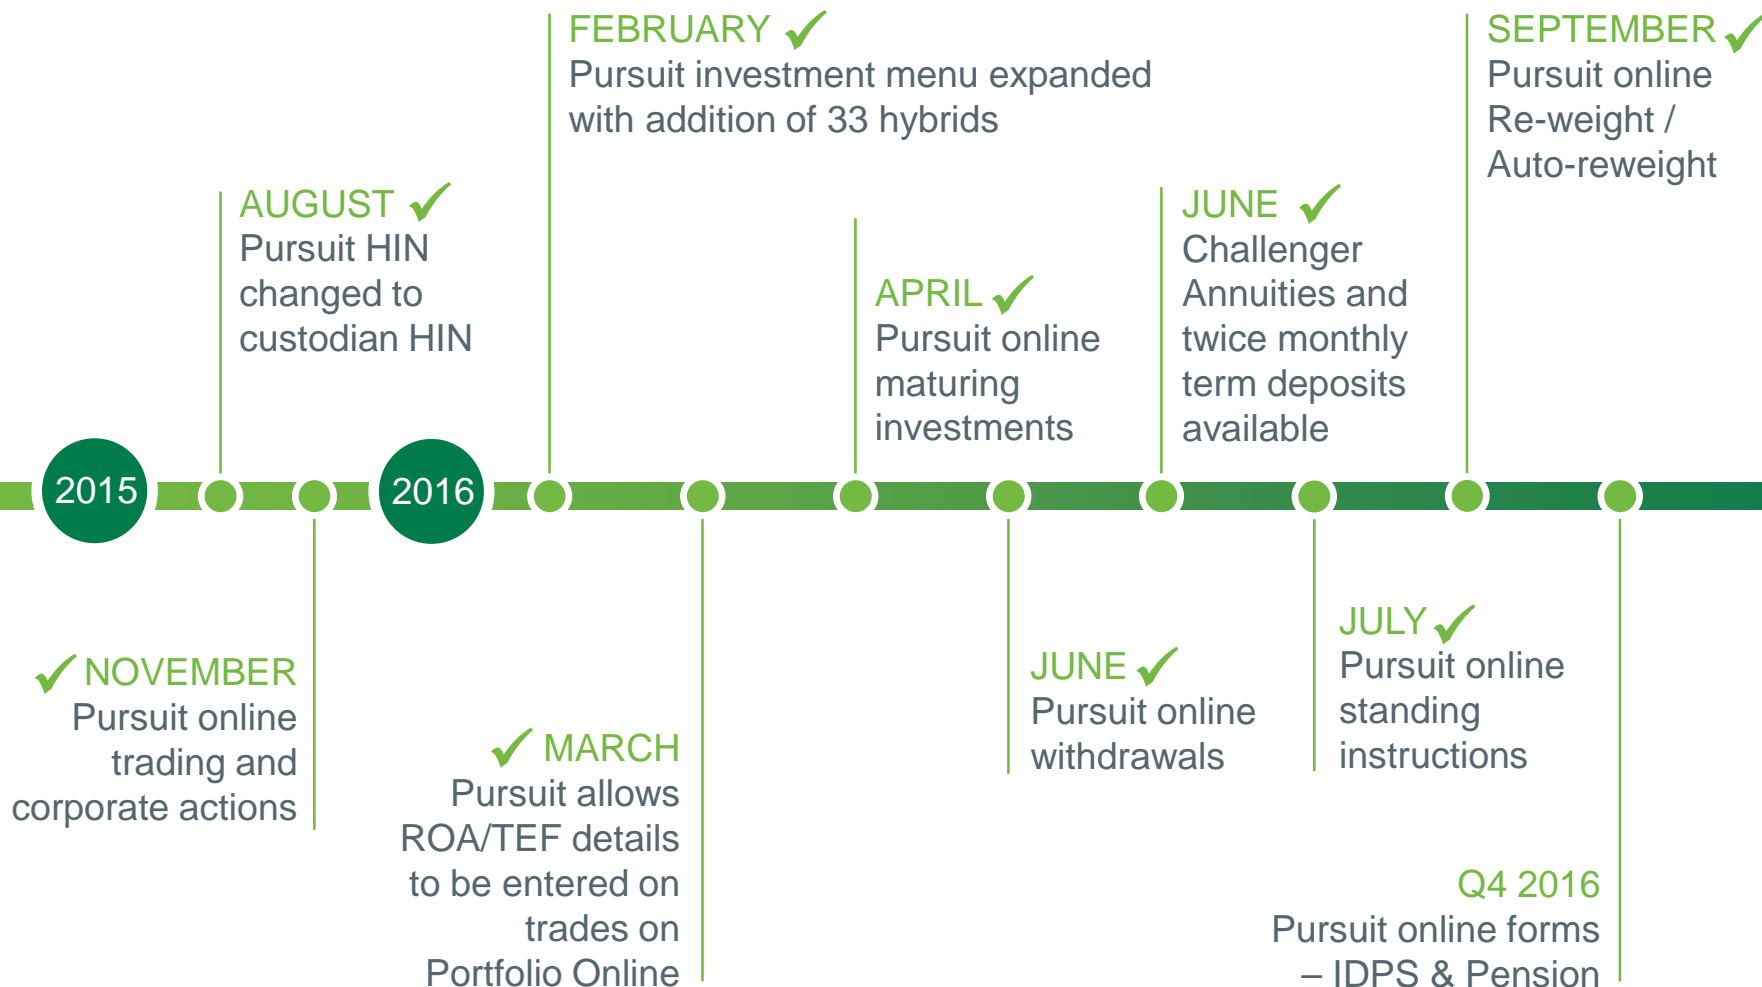 FEBRUARY
Pursuit investment menu expanded
with addition of 33 hybrids
SEPTEMBER
Pursuit online
Re-weight /
Auto-reweight
AUGUST
Pursuit HIN
changed to
custodian HIN
APRIL
Pursuit online
maturing
investments
JUNE
Challenger
Annuities and
twice monthly
term deposits
available
2015
2016
NOVEMBER
Pursuit online
trading and
corporate actions
MARCH
Pursuit allows
ROA/TEF details
to be entered on
trades on
Portfolio Online
JUNE
Pursuit online
withdrawals
JULY
Pursuit online
standing
instructions
Q4 2016
Pursuit online forms
– IDPS & Pension